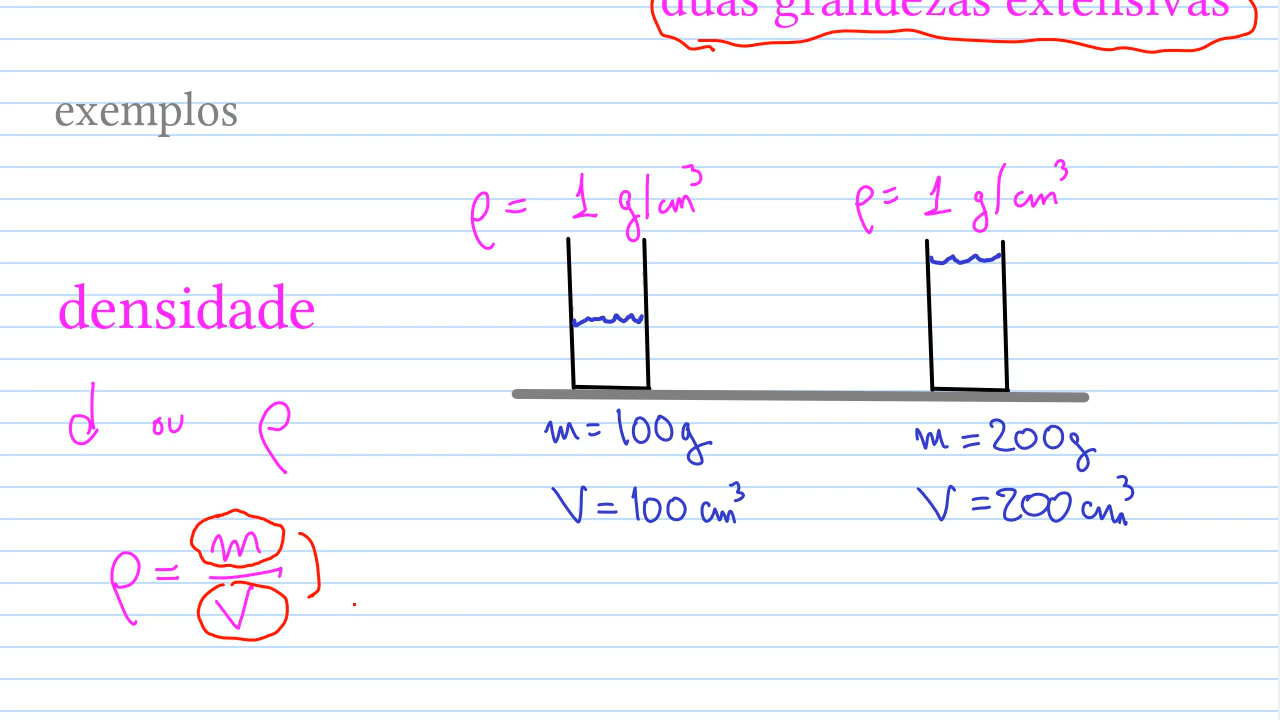 duas grandezas extensivas
exemplos
ρ = 1 g/cm³
ρ = 1 g/cm³
densidade
d ou ρ
m = 100g
V = 100 cm³
m = 200g
V = 200 cm³
ρ = m/V